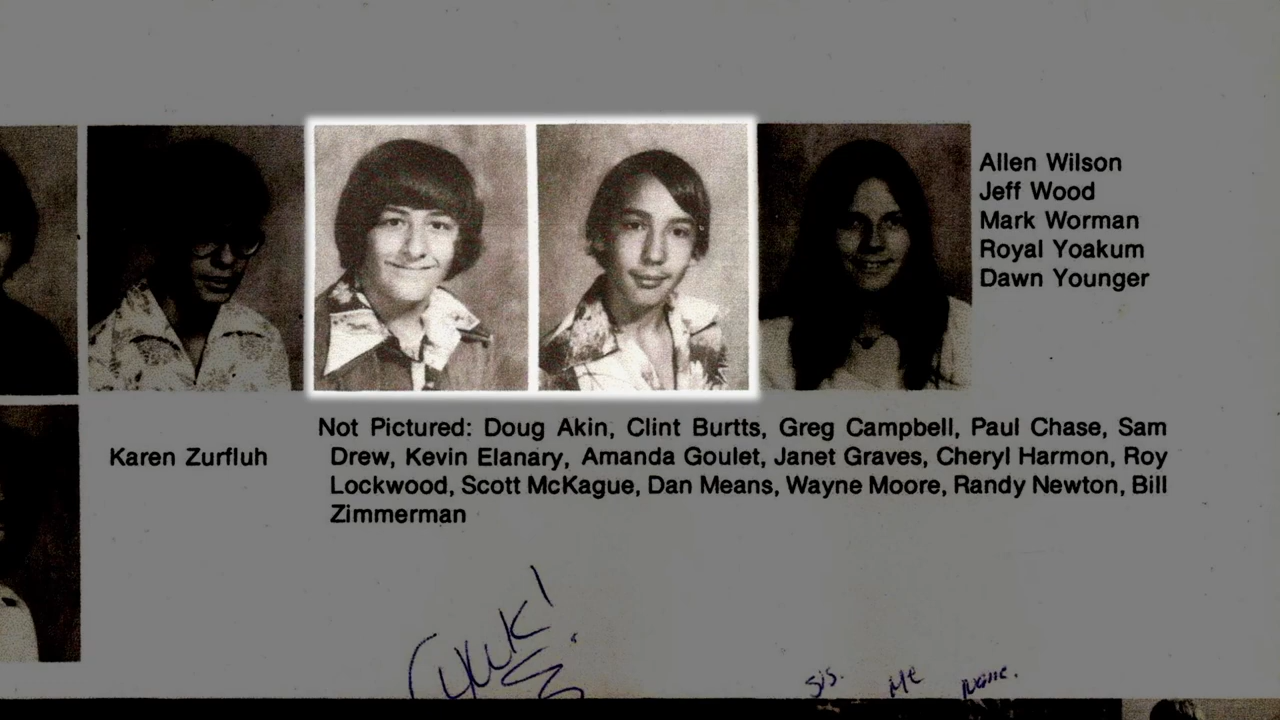 Allen Wilson
Jeff Wood
Mark Worman
Royal Yoakum
Dawn Younger
Karen Zurfluh
Not Pictured: Doug Akin, Clint Burtts, Greg Campbell, Paul Chase, Sam
Drew, Kevin Elanary, Amanda Goulet, Janet Graves, Cheryl Harmon, Roy
Lockwood, Scott McKague, Dan Means, Wayne Moore, Randy Newton, Bill
Zimmerman
sis. Me Name.